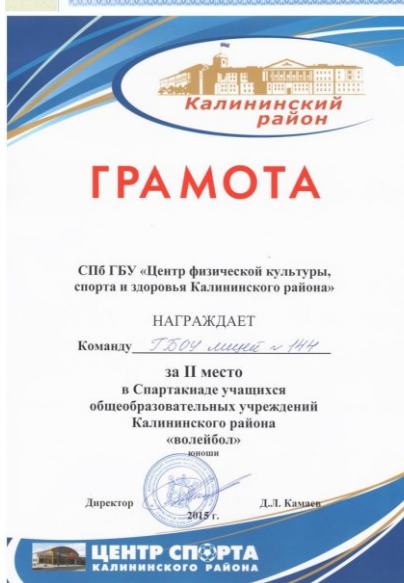 Калининский
район
ГРАМОТА
СПб ГБУ «Центр физической культуры,
спорта и здоровья Калининского района»
НАГРАЖДАЕТ
Команду ГБОУ лицей № 144
за II место
в Спартакиаде учащихся
общеобразовательных учреждений
Калининского района
«волейбол»
юноши
Директор Д.Л. Камаев
2015 г.
ЦЕНТР СПОРТА
КАЛИНИНСКОГО РАЙОНА